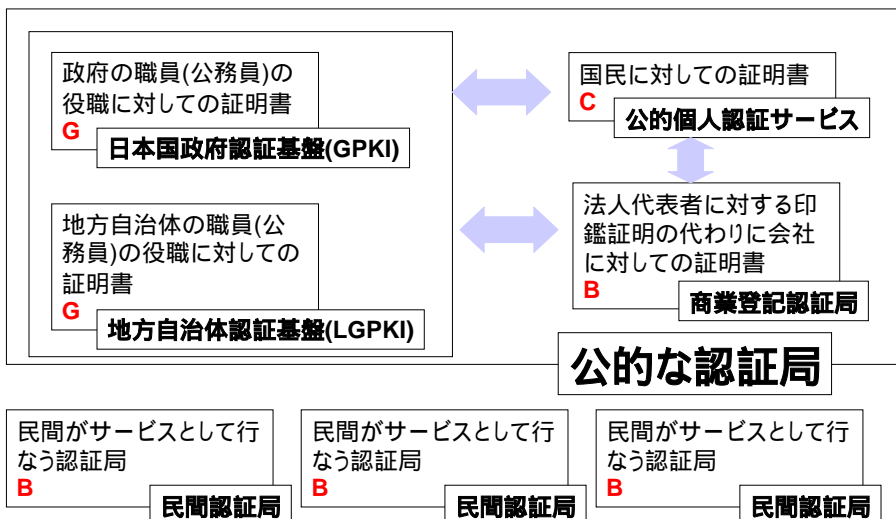 政府の職員(公務員)の
役職に対しての証明書
G
日本国政府認証基盤(GPKI)
国民に対しての証明書
C
公的個人認証サービス
地方自治体の職員(公
務員)の役職に対しての
証明書
G
地方自治体認証基盤(LGPKI)
法人代表者に対する印
鑑証明の代わりに会社
に対しての証明書
B
商業登記認証局
公的な認証局
民間がサービスとして行
なう認証局
B
民間認証局
民間がサービスとして行
なう認証局
B
民間認証局
民間がサービスとして行
なう認証局
B
民間認証局